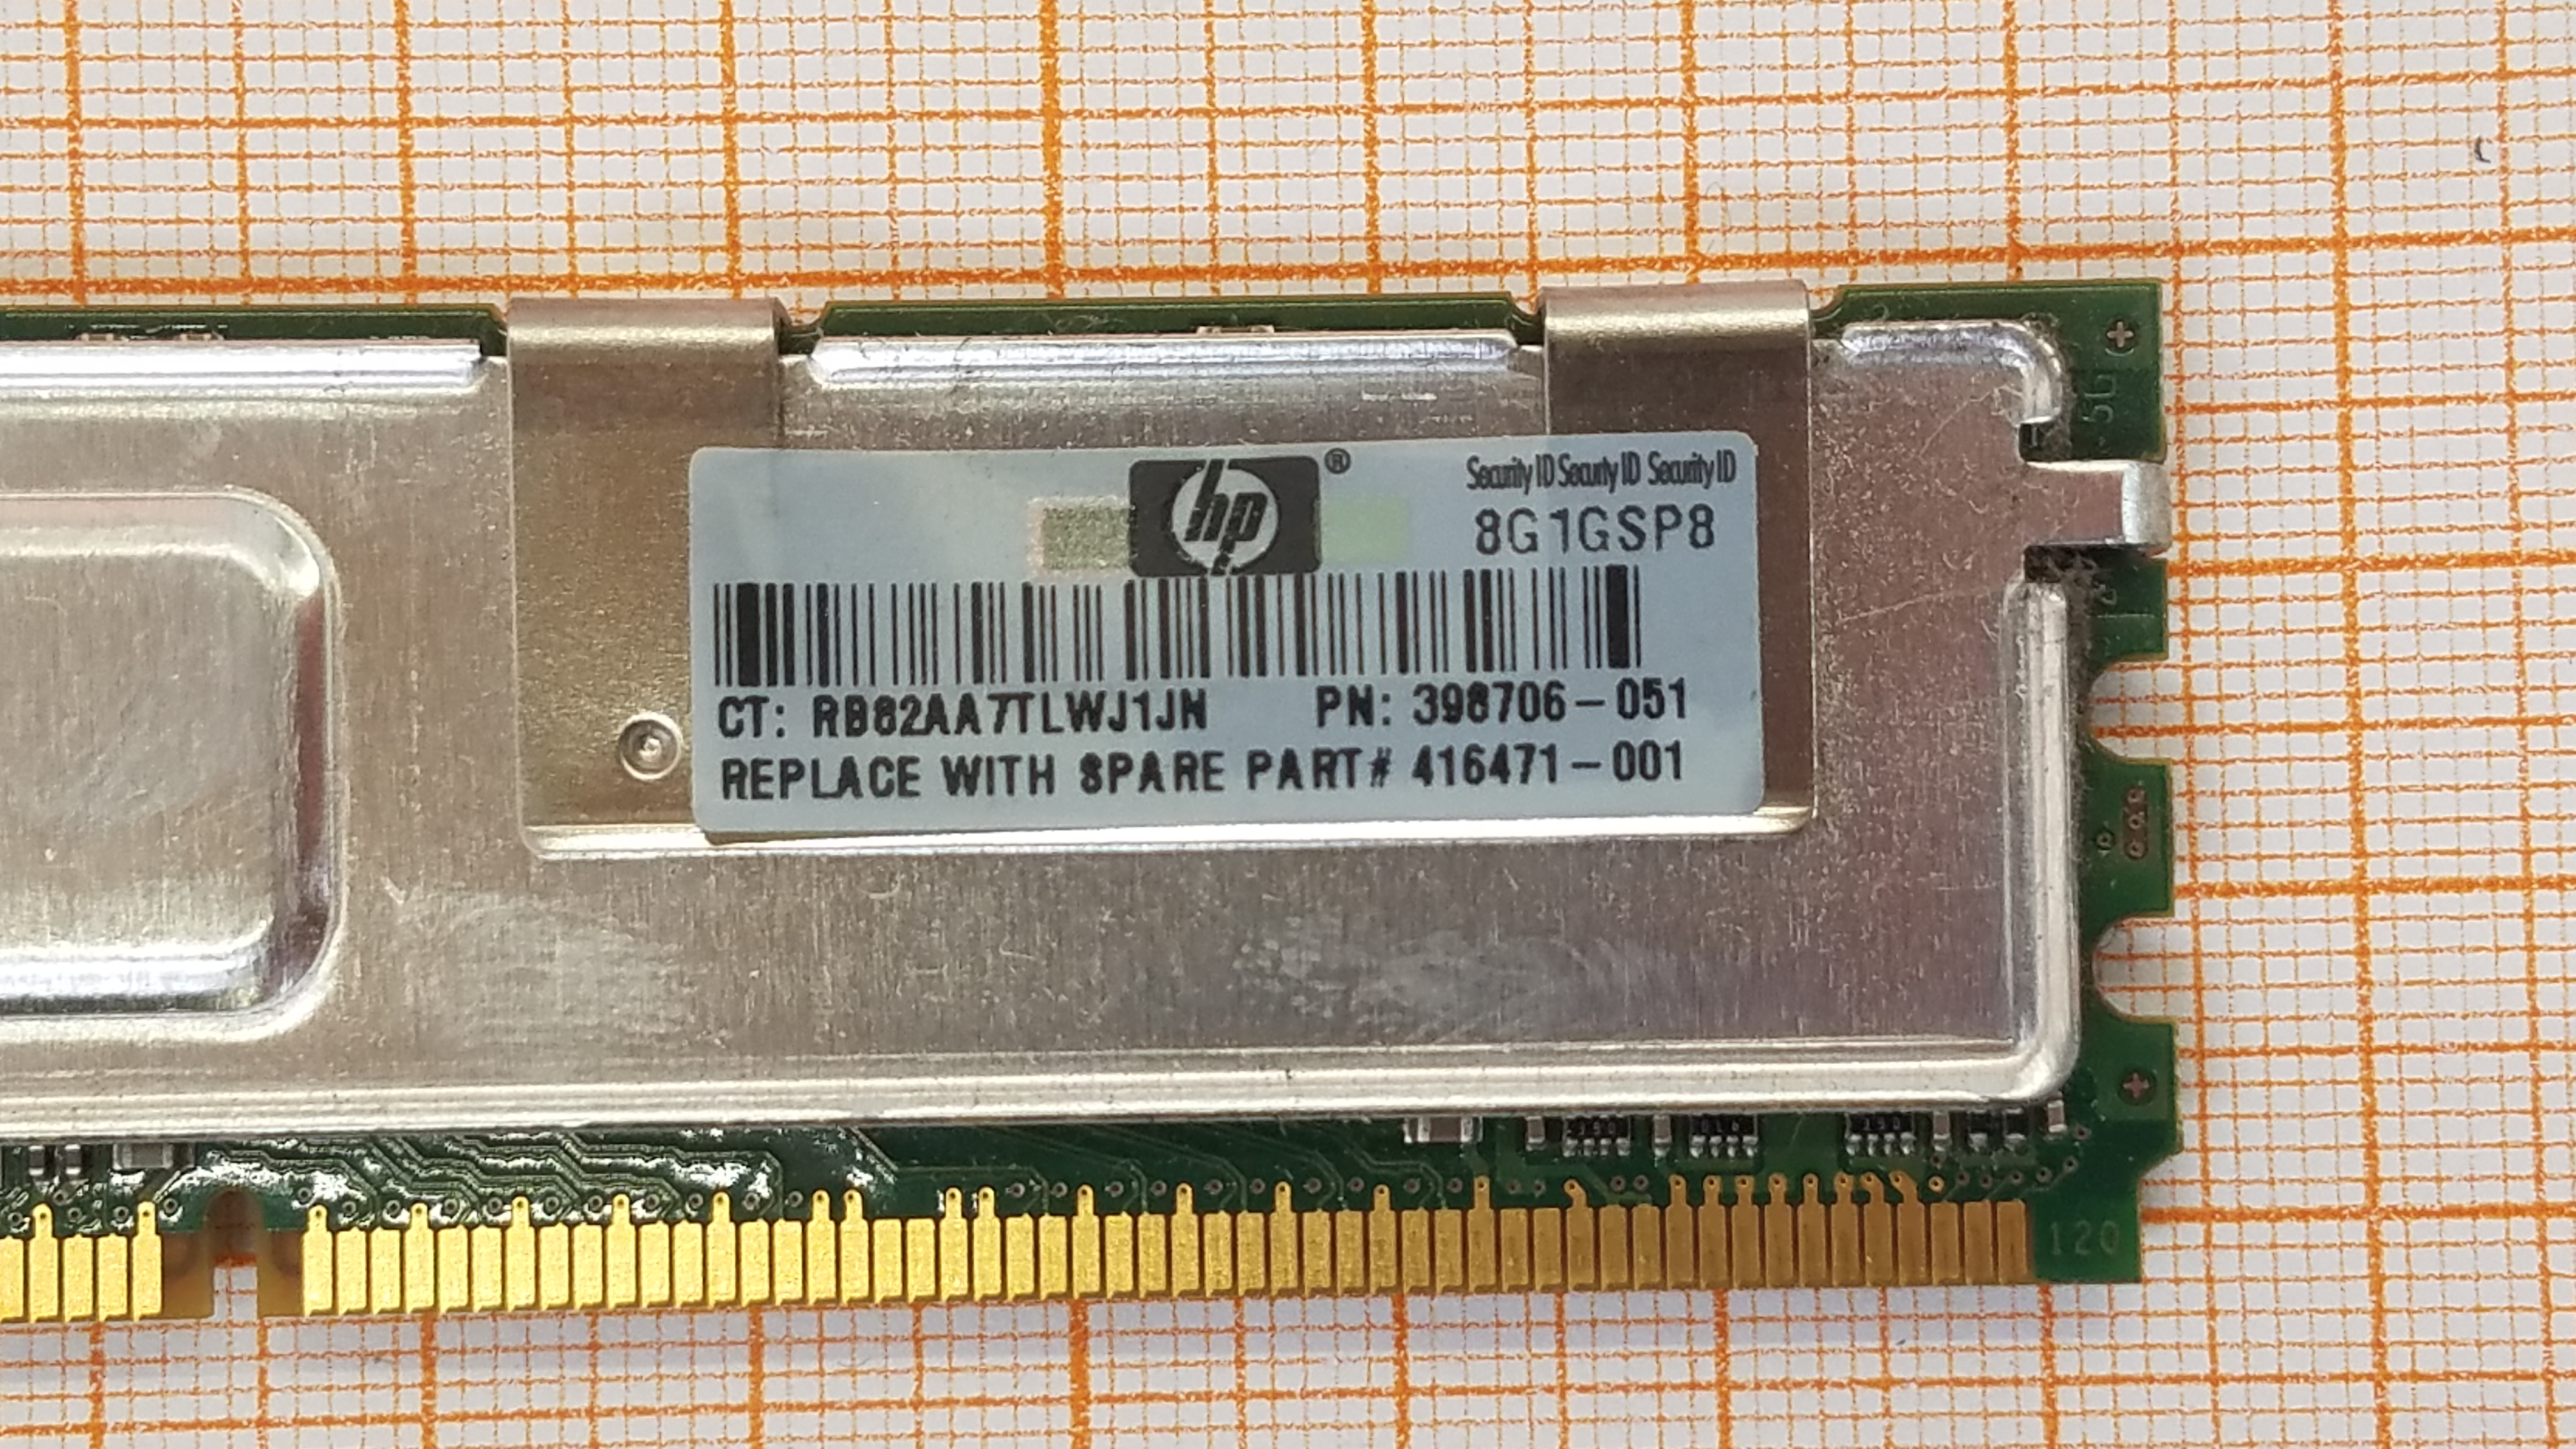 Security ID Security ID Security ID
hp®
8G1GSP8
CT: RB82AA7TLWJ1JN PN: 398706-051
REPLACE WITH SPARE PART# 416471-001
120